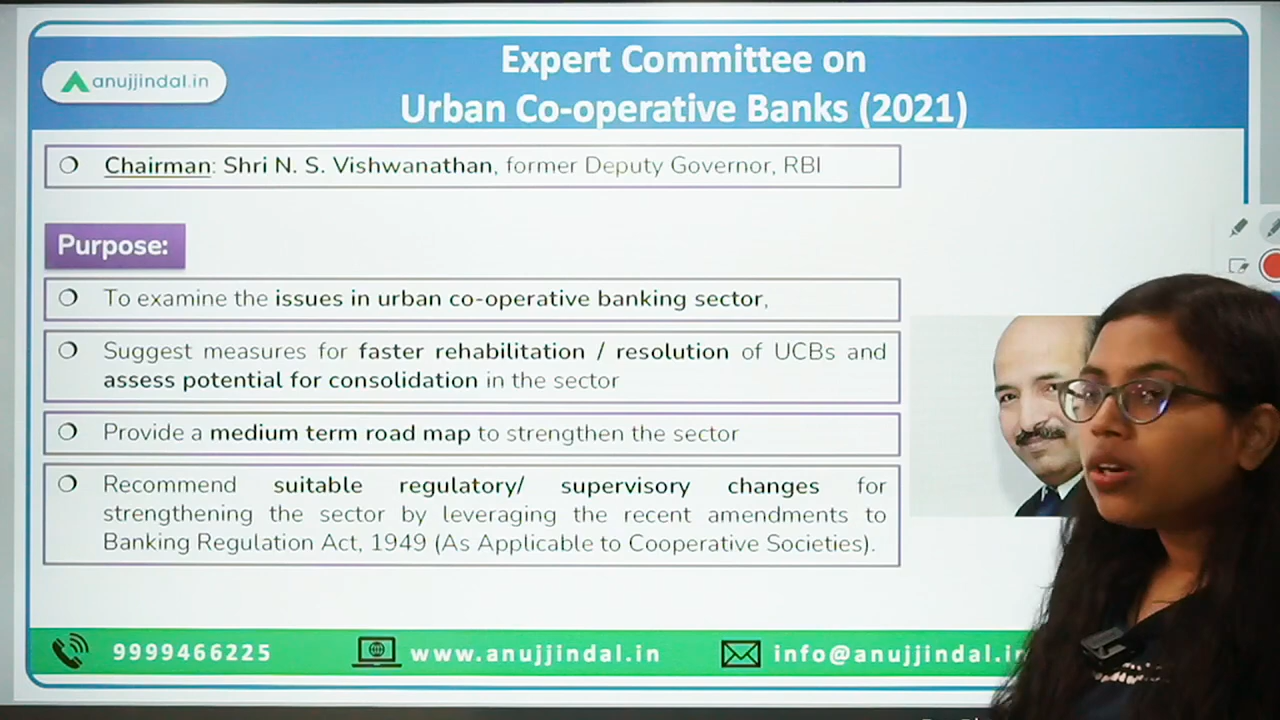 Expert Committee on
Urban Co-operative Banks (2021)
anujjindal.in
Chairman: Shri N. S. Vishwanathan, former Deputy Governor, RBI
Purpose:
To examine the issues in urban co-operative banking sector,
Suggest measures for faster rehabilitation / resolution of UCBs and
assess potential for consolidation in the sector
Provide a medium term road map to strengthen the sector
Recommend suitable regulatory/ supervisory changes for
strengthening the sector by leveraging the recent amendments to
Banking Regulation Act, 1949 (As Applicable to Cooperative Societies).
9999466225
www.anujjindal.in